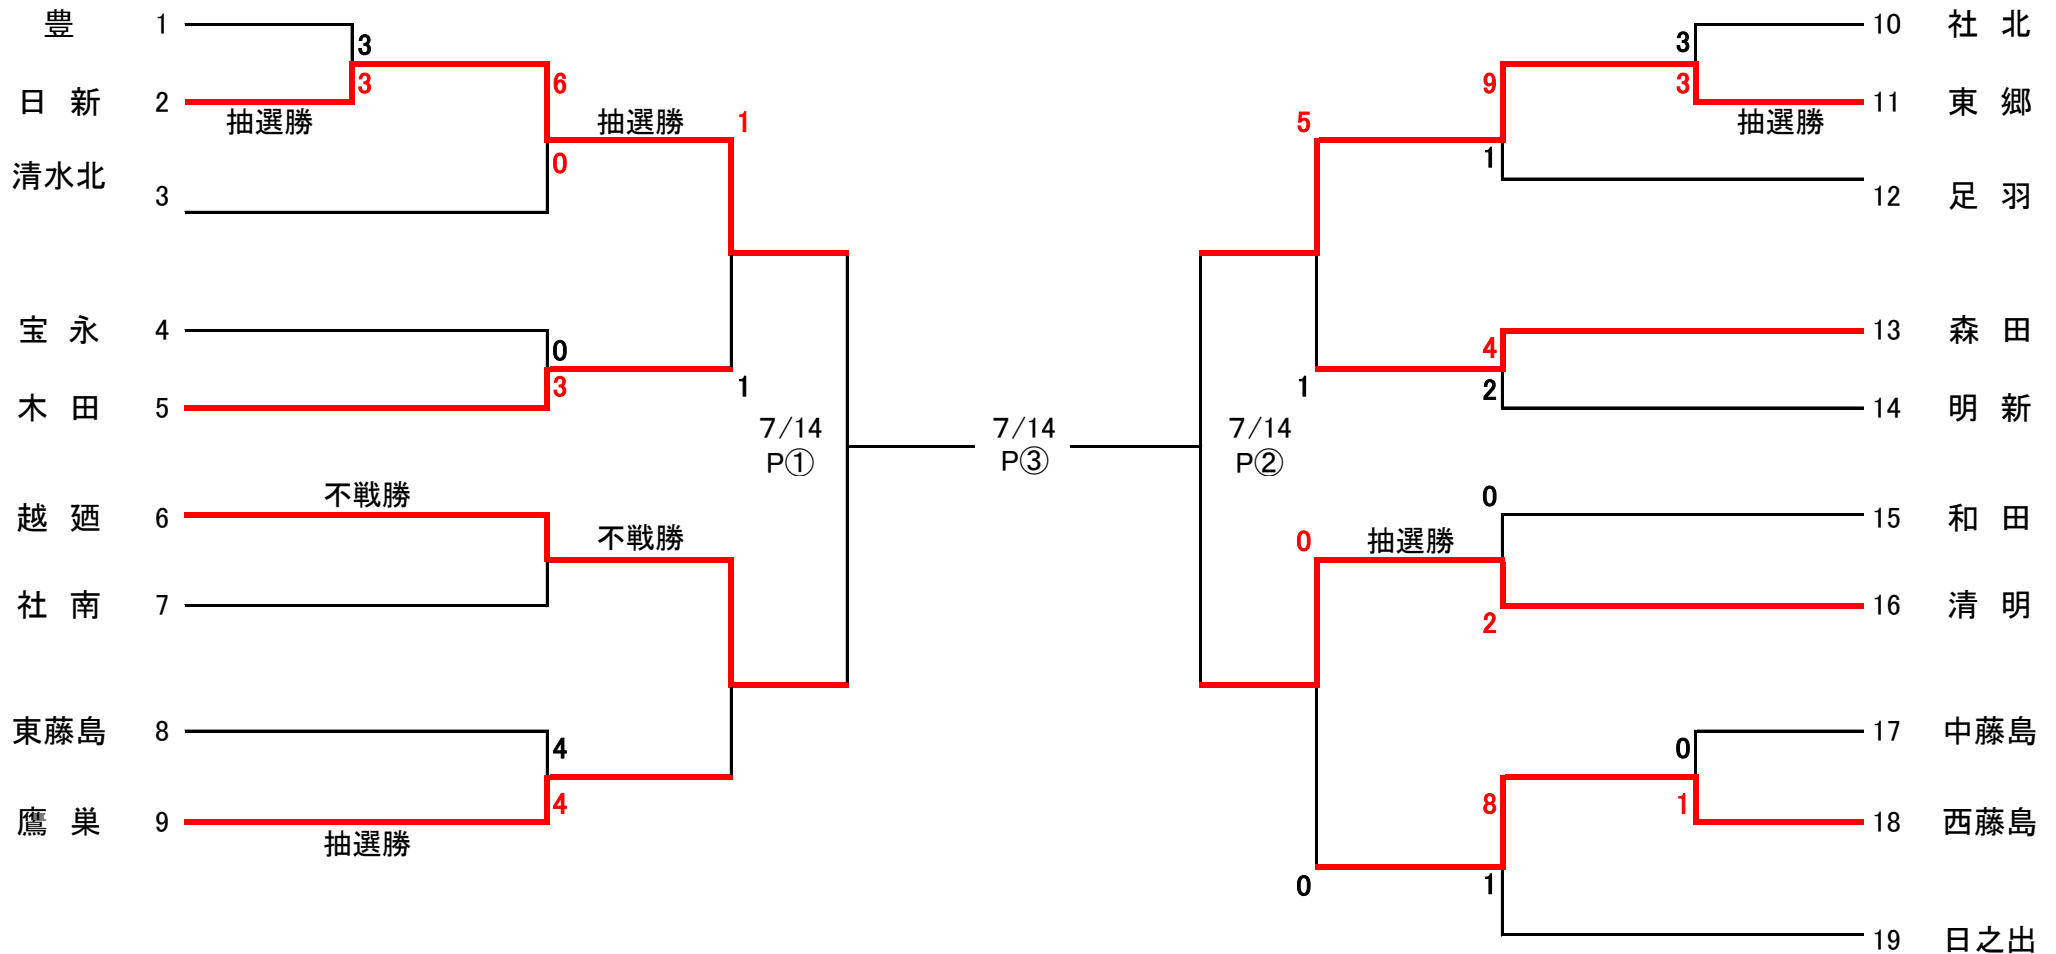 豊 1
3
日 新 2
3
抽選勝
6
抽選勝
1
0
清水北 3
宝 永 4
0
木 田 5
3
1
7/14
P①
越 廼 6
不戦勝
不戦勝
社 南 7
東藤島 8
4
鷹 巣 9
4
抽選勝
7/14
P③
10 社 北
3
11 東 郷
3
抽選勝
9
5
1
12 足 羽
13 森 田
4
14 明 新
2
1
7/14
P②
15 和 田
0
抽選勝
0
16 清 明
2
17 中藤島
0
18 西藤島
1
8
1
0
19 日之出